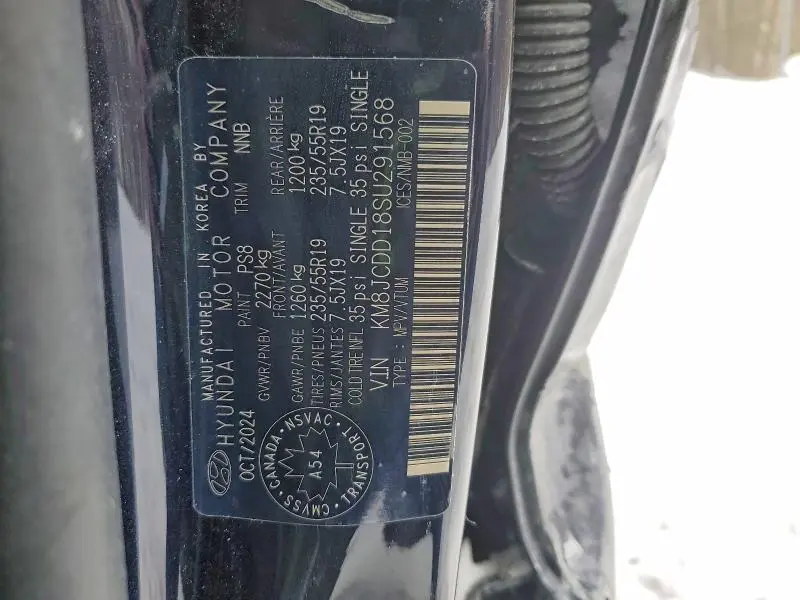 MANUFACTURED IN KOREA BY
HYUNDAI MOTOR COMPANY
OCT/2024 PAINT PS8 TRIM NNB
GVWR/PNBV 2270 kg
FRONT/AVANT REAR/ARRIÈRE
GAWR/PNBE 1260 kg 1200 kg
TIRES/PNEUS 235/55R19 235/55R19
RIMS/JANTES 7.5JX19 7.5JX19
COLD TIRE INFL 35 psi SINGLE 35 psi SINGLE
V.I.N KM8JCDD18SU291568
TYPE : MPV/VTUM ICES/NMB-002
CMVSS • CANADA • NSVAC • TRANSPORT •
A54